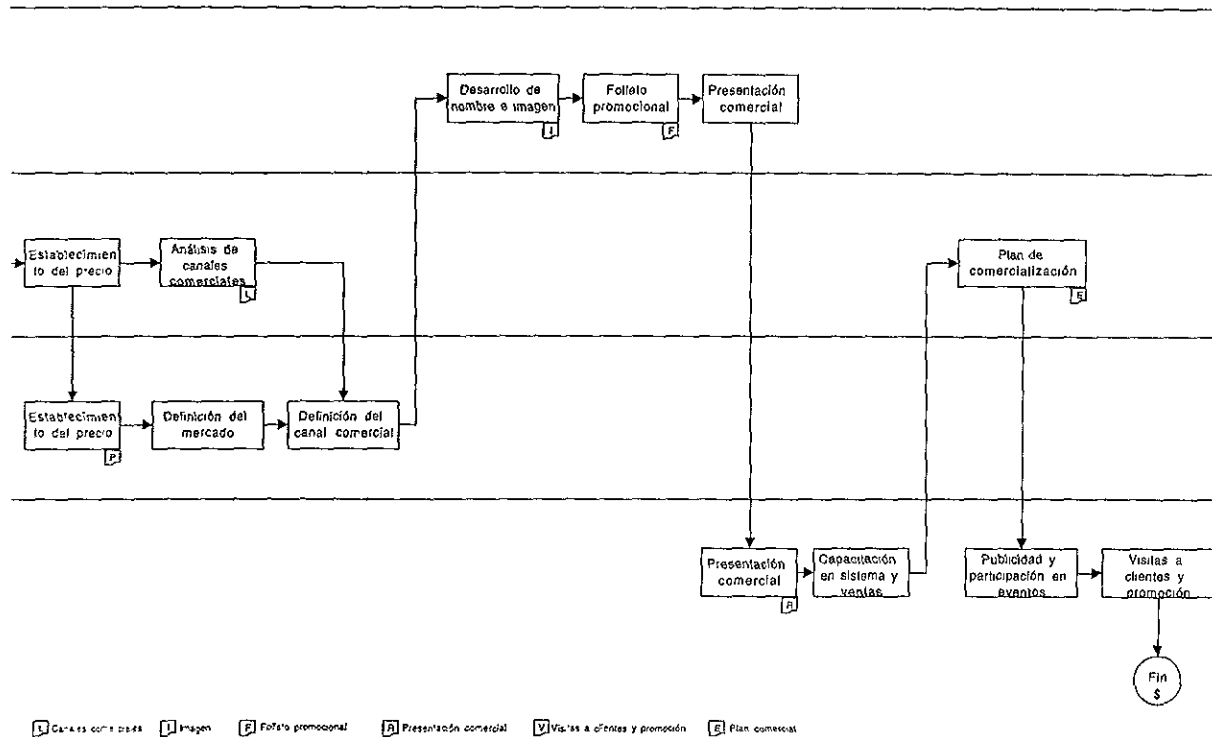 Desarrollo de
nombre e imagen
I
Folleto
promocional
F
Presentación
comercial
Establecimien
to del precio
Análisis de
canales
comerciales
L
Plan de
comercialización
E
Establecimien
to del precio
P
Definición del
mercado
Definición del
canal comercial
Presentación
comercial
R
Capacitación
en sistema y
ventas
Publicidad y
participación en
eventos
Visitas a
clientes y
promoción
Fin
$
L Canales comerciales I Imagen F Folleto promocional R Presentación comercial V Visitas a clientes y promoción E Plan comercial